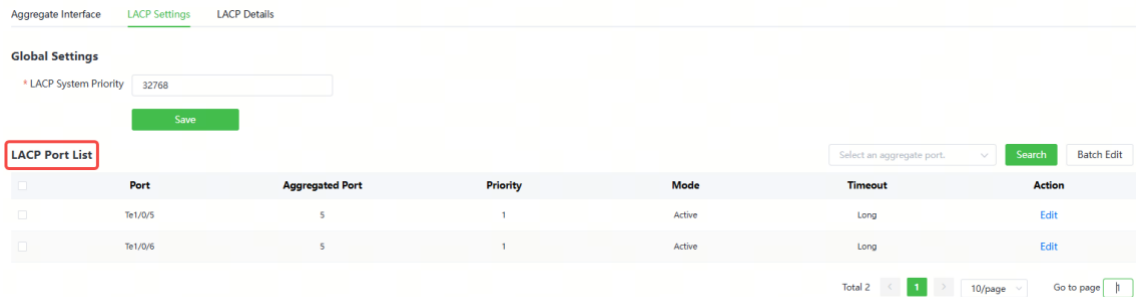 Aggregate Interface LACP Settings LACP Details
Global Settings
* LACP System Priority 32768
Save
LACP Port List Select an aggregate port. Search Batch Edit
Port Aggregated Port Priority Mode Timeout Action
Te1/0/5 5 1 Active Long Edit
Te1/0/6 5 1 Active Long Edit
Total 2 < 1 > 10/page Go to page 1